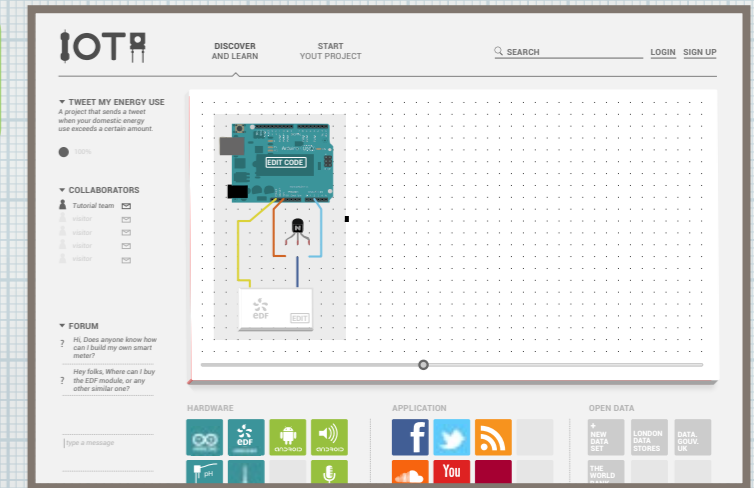 IOT
DISCOVER
AND LEARN
START
YOUT PROJECT
SEARCH
LOGIN
SIGN UP
TWEET MY ENERGY USE
A project that sends a tweet
when your domestic energy
use exceeds a certain amount.
100%
COLLABORATORS
Tutorial team
visitor
visitor
visitor
visitor
FORUM
? Hi, Does anyone know how
can I build my own smart
meter?
? Hey folks, Where can I buy
the EDF module, or any
other similar one?
type a message
EDIT CODE
eDF
EDIT
HARDWARE
eDF
ANDROID
ANDROID
pH
APPLICATION
f
You
OPEN DATA
+
NEW
DATA
SET
LONDON
DATA
STORES
DATA.
GOUV.
UK
THE
WORLD
BANK